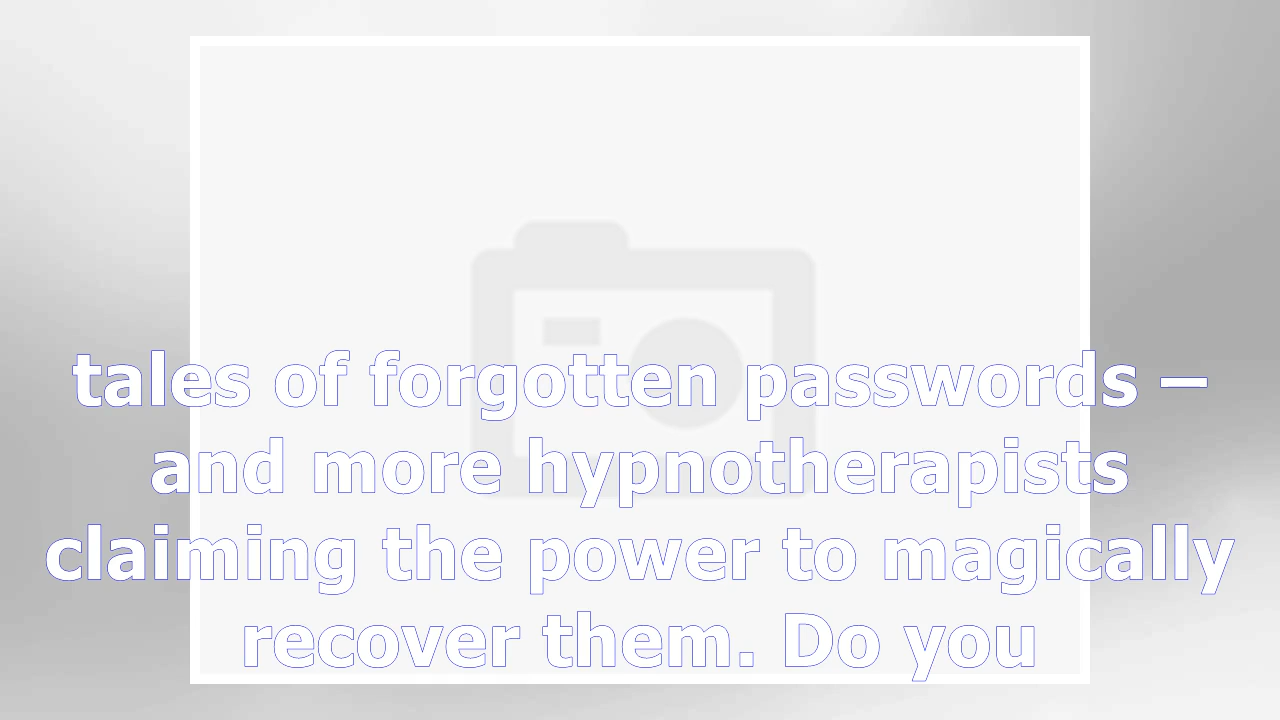 tales of forgotten passwords –
and more hypnotherapists
claiming the power to magically
recover them. Do you